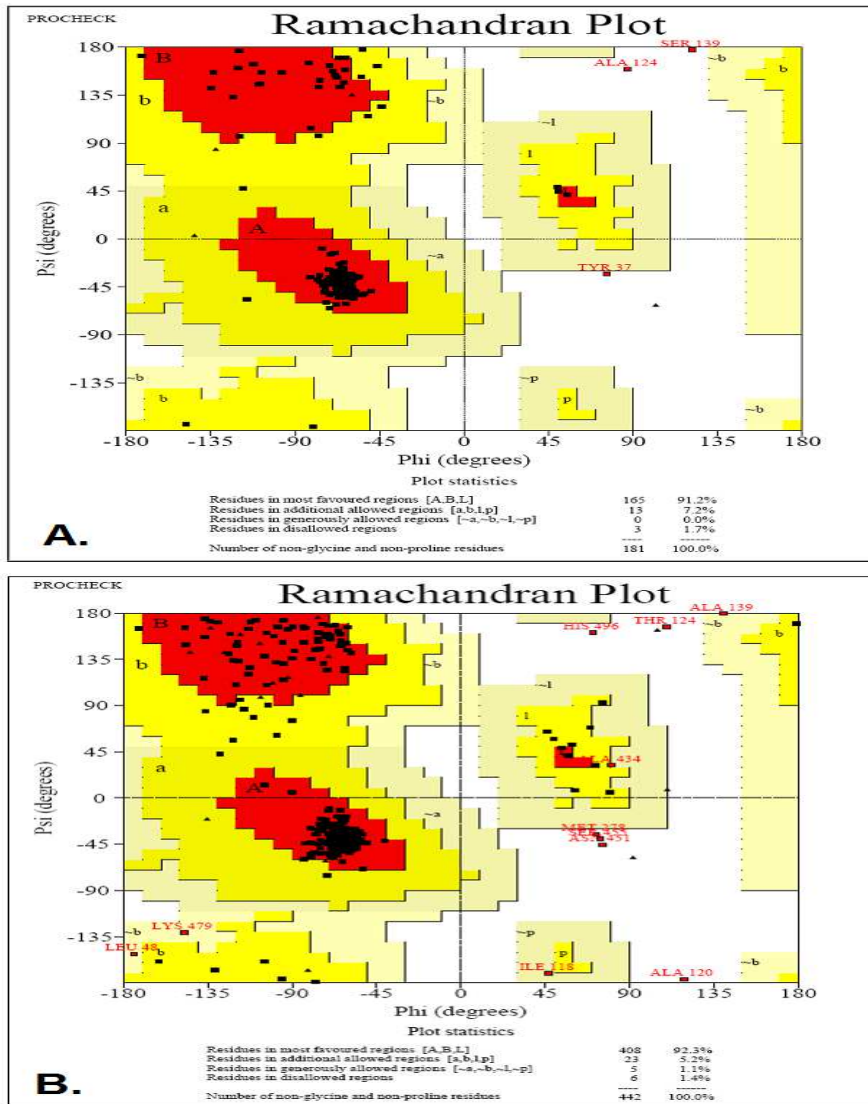 PROCHECK
Ramachandran Plot
180
135
90
45
0
-45
-90
-135
Psi (degrees)
B
b
~b
SER 139
ALA 124
~b
b
~l
l
a
A
~a
TYR 37
~b
b
~p
p
~b
-180 -135 -90 -45 0 45 90 135 180
Phi (degrees)
Plot statistics
Residues in most favoured regions [A,B,L] 165 91.2%
Residues in additional allowed regions [a,b,l,p] 13 7.2%
Residues in generously allowed regions [~a,~b,~l,~p] 0 0.0%
Residues in disallowed regions 3 1.7%
---- ------
Number of non-glycine and non-proline residues 181 100.0%
A.
PROCHECK
Ramachandran Plot
180
135
90
45
0
-45
-90
-135
Psi (degrees)
B
b
~b
ALA 139
THR 124
HIS 496
~b
b
~l
l
a
A
~a
434
MET
451
LYS 479
~b
LEU 48
b
~p
p
ILE 118
ALA 120
~b
-180 -135 -90 -45 0 45 90 135 180
Phi (degrees)
Plot statistics
Residues in most favoured regions [A,B,L] 408 92.3%
Residues in additional allowed regions [a,b,l,p] 23 5.2%
Residues in generously allowed regions [~a,~b,~l,~p] 5 1.1%
Residues in disallowed regions 6 1.4%
---- ------
Number of non-glycine and non-proline residues 442 100.0%
B.